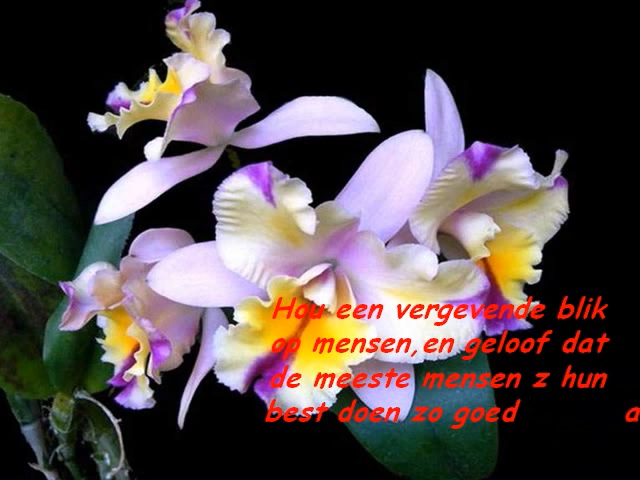 Hou een vergevende blik
op mensen,en geloof dat
de meeste mensen z hun
best doen zo goed a